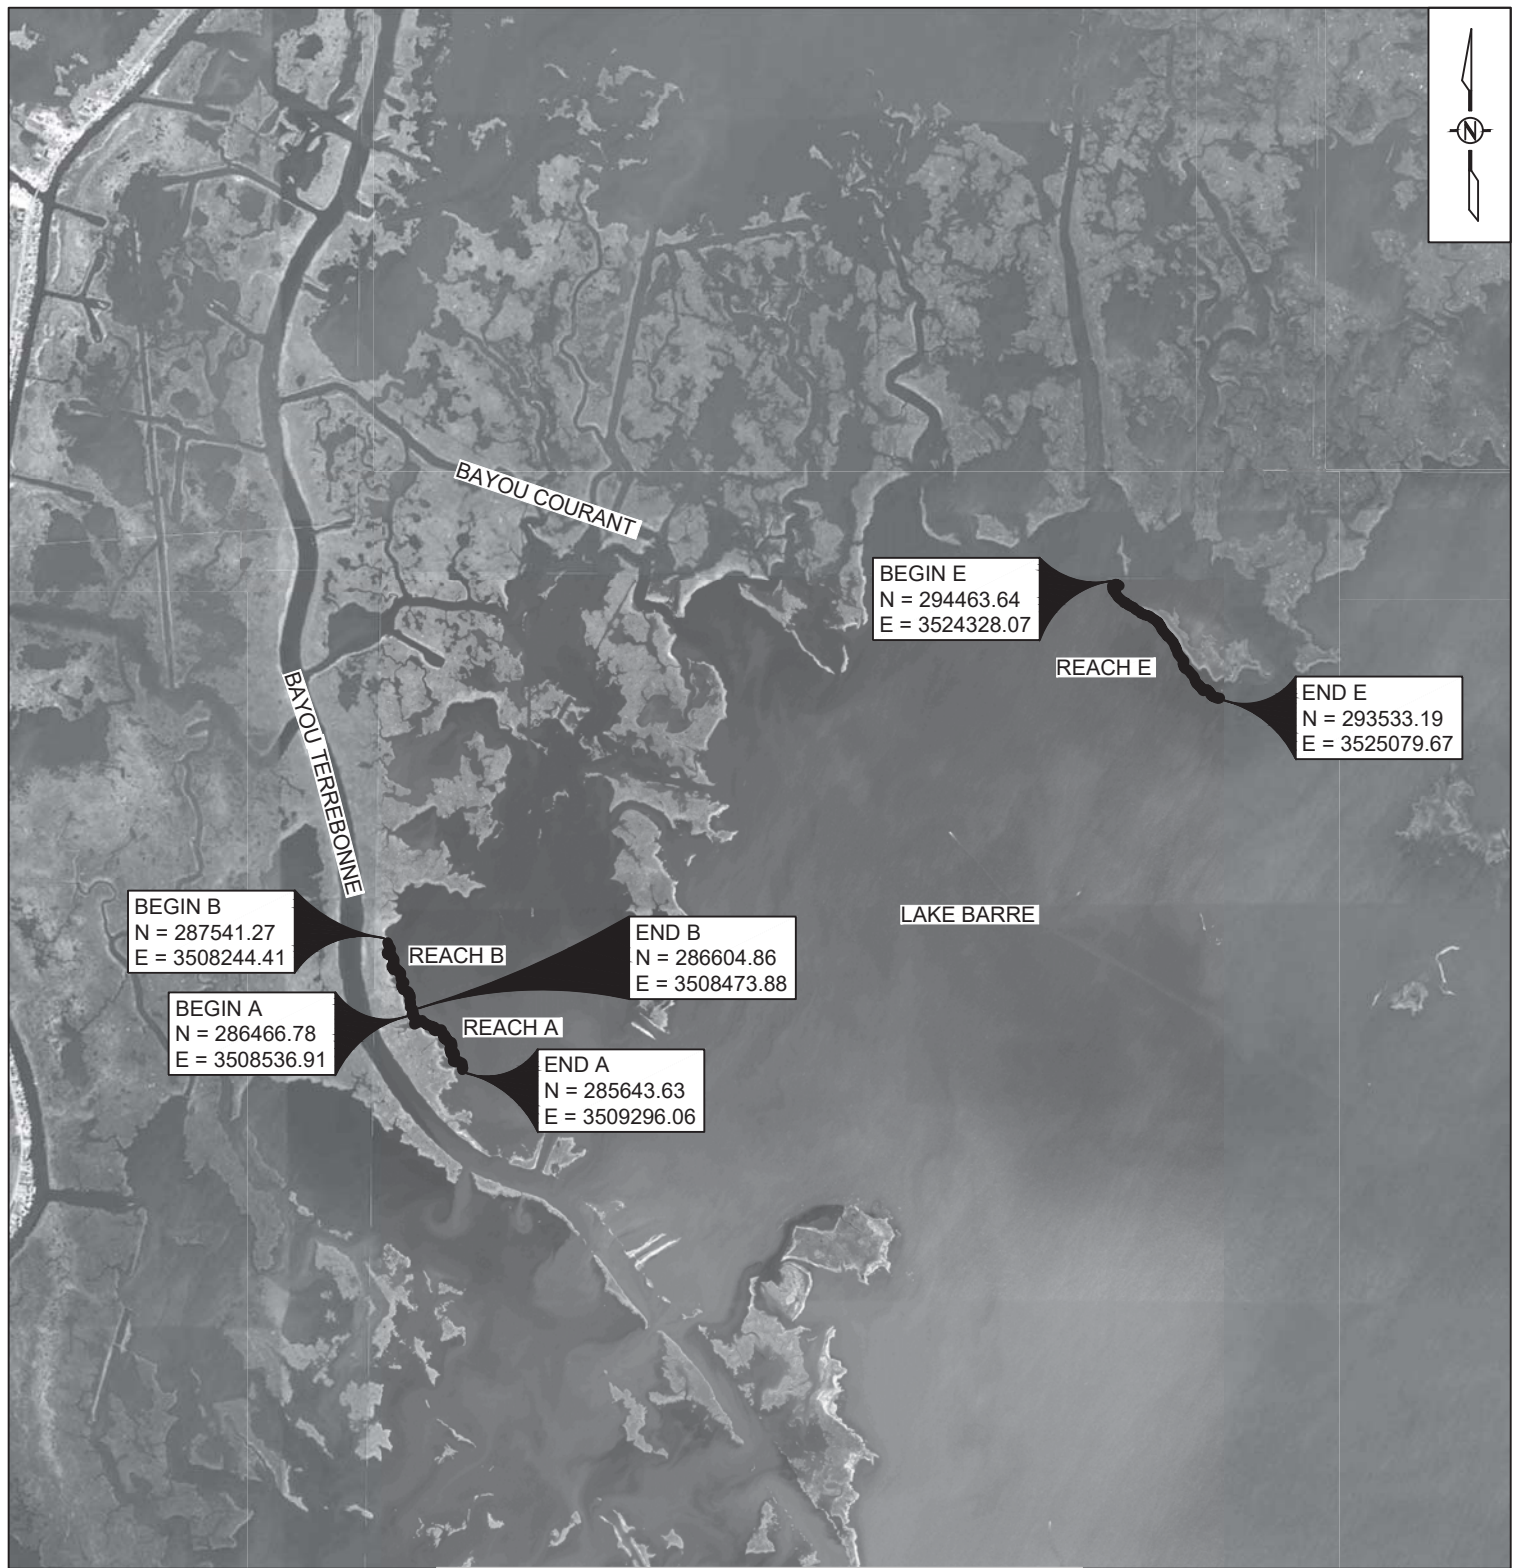 N
BAYOU COURANT
BEGIN E
N = 294463.64
E = 3524328.07
REACH E
END E
N = 293533.19
E = 3525079.67
BAYOU TERREBONNE
BEGIN B
N = 287541.27
E = 3508244.41
REACH B
END B
N = 286604.86
E = 3508473.88
LAKE BARRE
BEGIN A
N = 286466.78
E = 3508536.91
REACH A
END A
N = 285643.63
E = 3509296.06